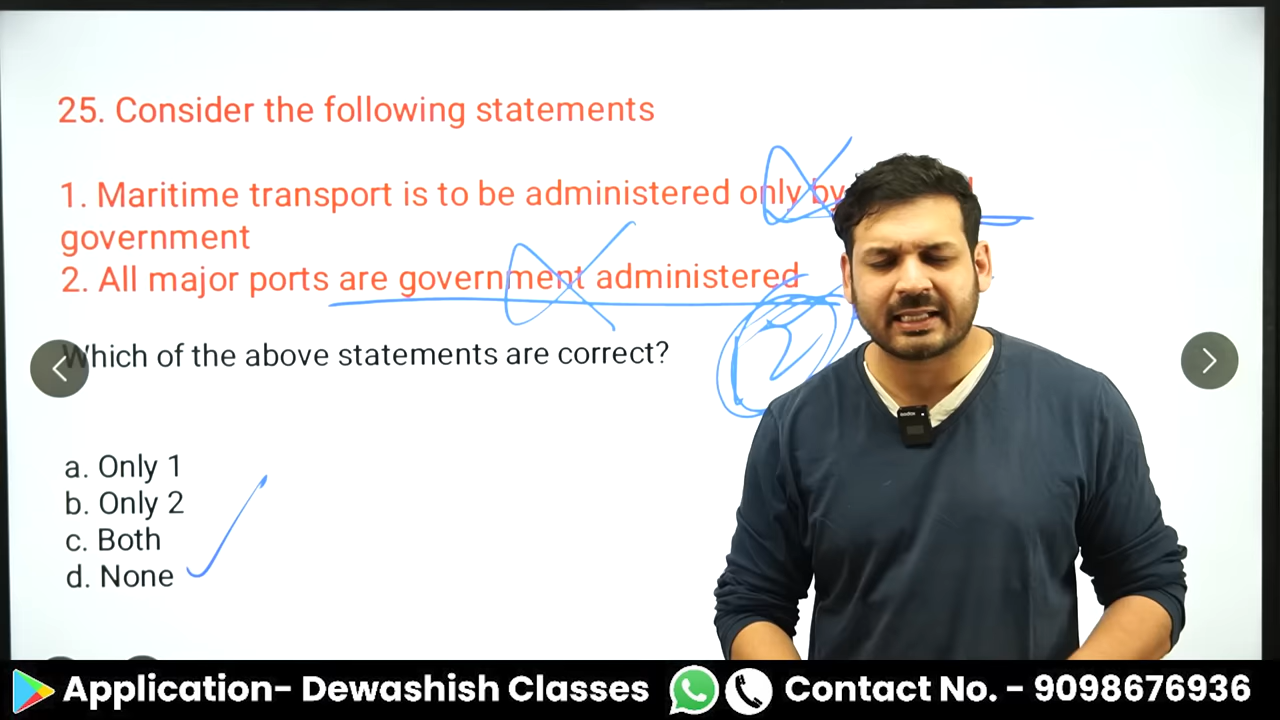 25. Consider the following statements
1. Maritime transport is to be administered only by
government
2. All major ports are government administered
Which of the above statements are correct?
a. Only 1
b. Only 2
c. Both
d. None
Application- Dewashish Classes
Contact No. - 9098676936